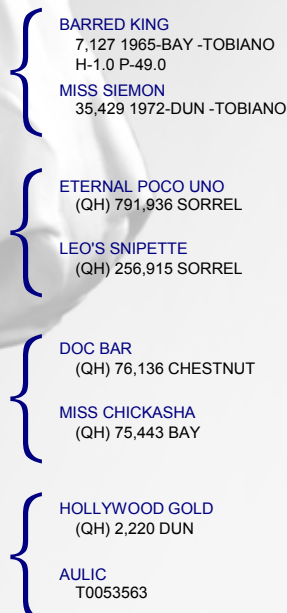 BARRED KING
7,127 1965-BAY -TOBIANO
H-1.0 P-49.0
MISS SIEMON
35,429 1972-DUN -TOBIANO
ETERNAL POCO UNO
(QH) 791,936 SORREL
LEO'S SNIPETTE
(QH) 256,915 SORREL
DOC BAR
(QH) 76,136 CHESTNUT
MISS CHICKASHA
(QH) 75,443 BAY
HOLLYWOOD GOLD
(QH) 2,220 DUN
AULIC
T0053563